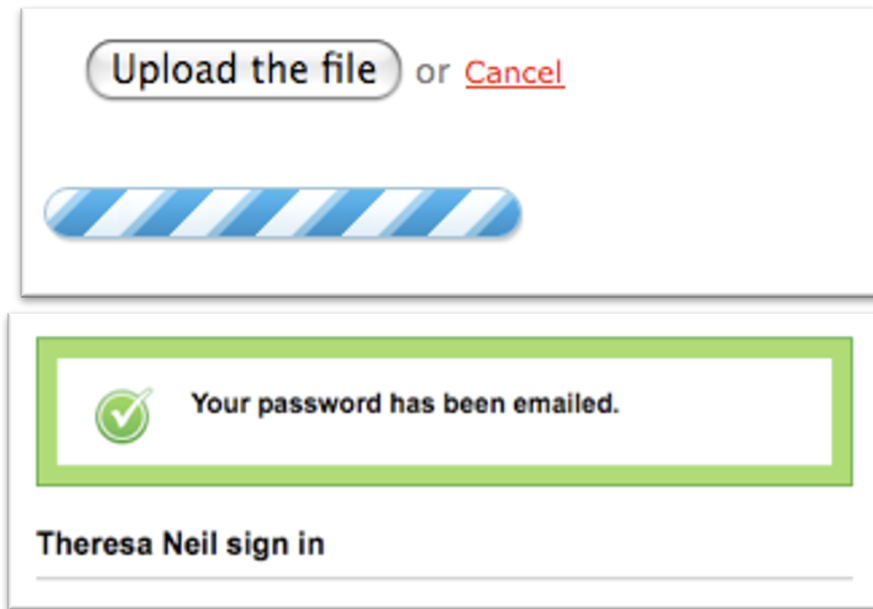 Upload the file or Cancel
Your password has been emailed.
Theresa Neil sign in